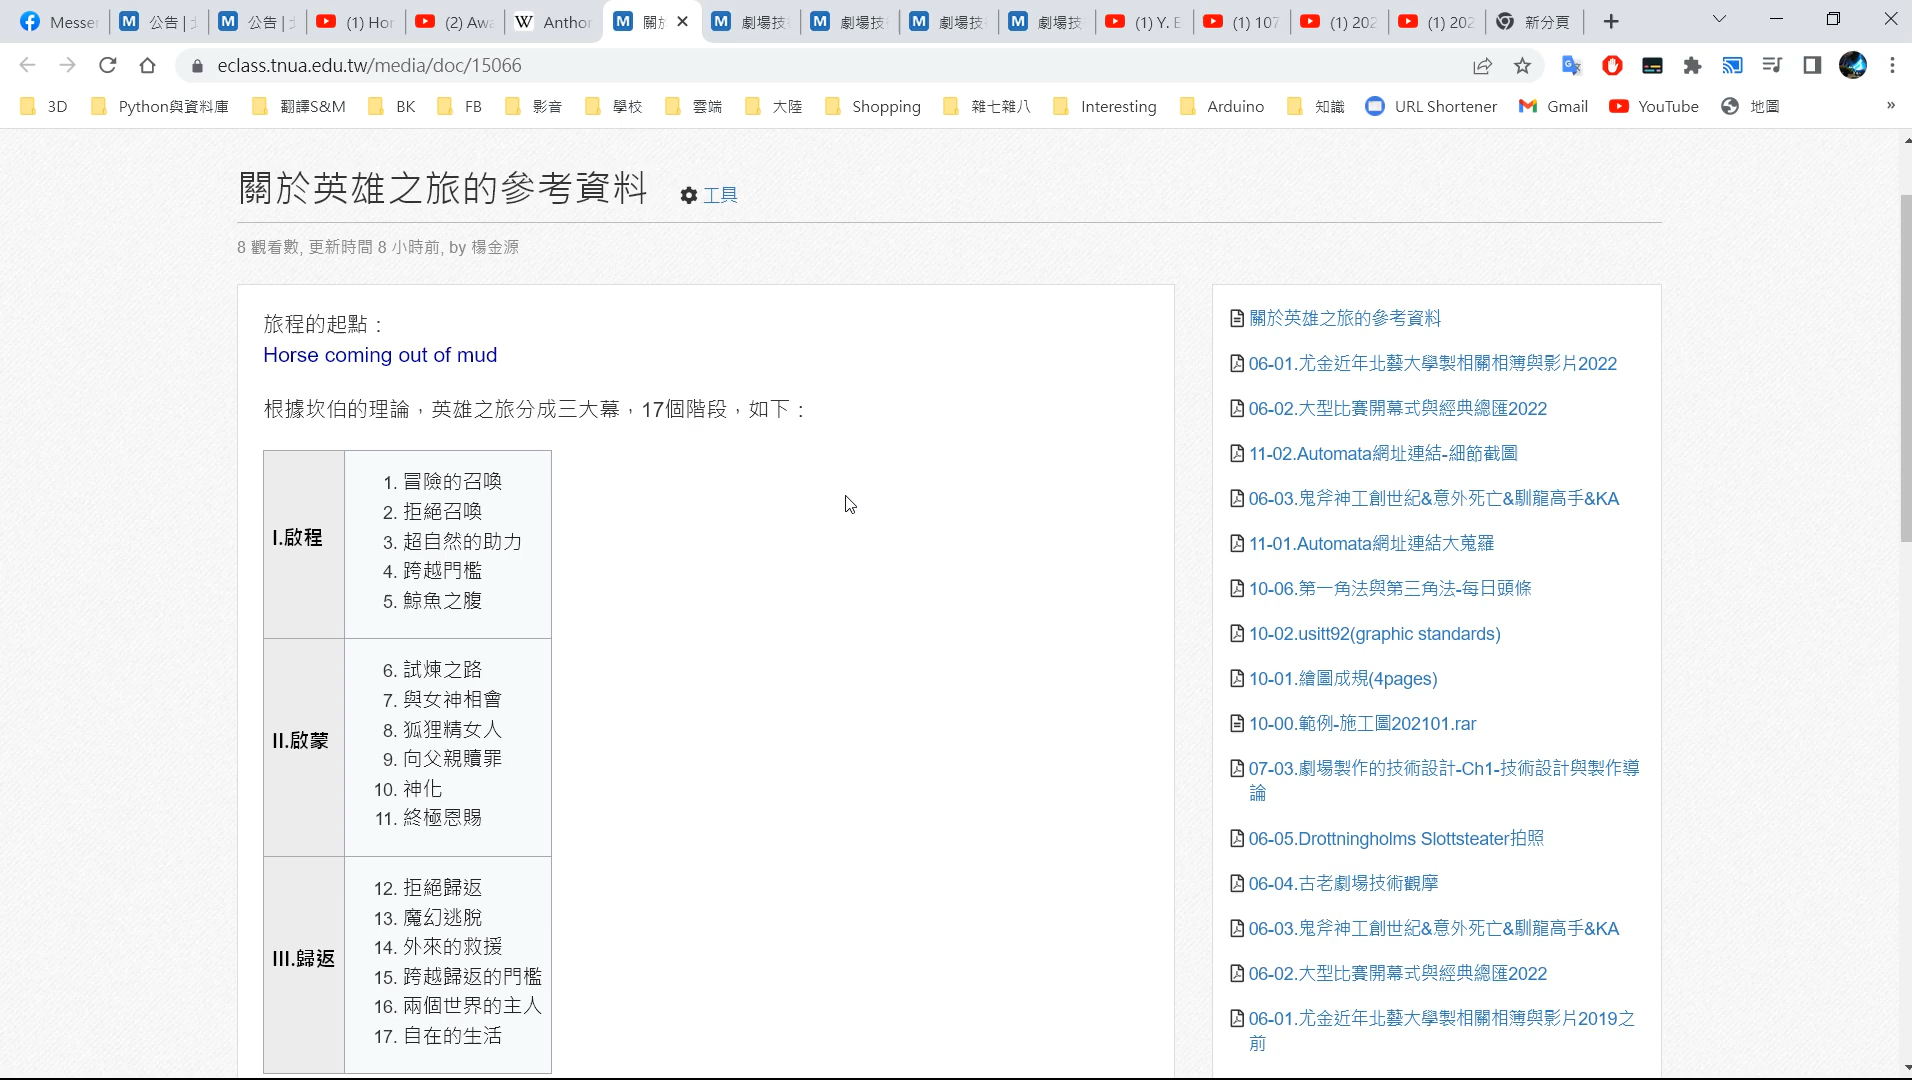 Messe
公告 |
公告 |
(1) Ho
(2) Aw
Antho
關於
劇場技
劇場技
劇場技
劇場技
(1) Y. E
(1) 107
(1) 202
(1) 202
新分頁
eclass.tnua.edu.tw/media/doc/15066
3D
Python與資料庫
翻譯S&M
BK
FB
影音
學校
雲端
大陸
Shopping
雜七雜八
Interesting
Arduino
知識
URL Shortener
Gmail
YouTube
地圖
»
關於英雄之旅的參考資料
工具
8 觀看數, 更新時間 8 小時前, by 楊金源
旅程的起點：
Horse coming out of mud
根據坎伯的理論，英雄之旅分成三大幕，17個階段，如下：
I.啟程
1. 冒險的召喚
2. 拒絕召喚
3. 超自然的助力
4. 跨越門檻
5. 鯨魚之腹
II.啟蒙
6. 試煉之路
7. 與女神相會
8. 狐狸精女人
9. 向父親贖罪
10. 神化
11. 終極恩賜
III.歸返
12. 拒絕歸返
13. 魔幻逃脫
14. 外來的救援
15. 跨越歸返的門檻
16. 兩個世界的主人
17. 自在的生活
關於英雄之旅的參考資料
06-01.尤金近年北藝大學製相關相簿與影片2022
06-02.大型比賽開幕式與經典總匯2022
11-02.Automata網址連結-細節截圖
06-03.鬼斧神工創世紀&意外死亡&馴龍高手&KA
11-01.Automata網址連結大蒐羅
10-06.第一角法與第三角法-每日頭條
10-02.usitt92(graphic standards)
10-01.繪圖成規(4pages)
10-00.範例-施工圖202101.rar
07-03.劇場製作的技術設計-Ch1-技術設計與製作導
論
06-05.Drottningholms Slottsteater拍照
06-04.古老劇場技術觀摩
06-03.鬼斧神工創世紀&意外死亡&馴龍高手&KA
06-02.大型比賽開幕式與經典總匯2022
06-01.尤金近年北藝大學製相關相簿與影片2019之
前